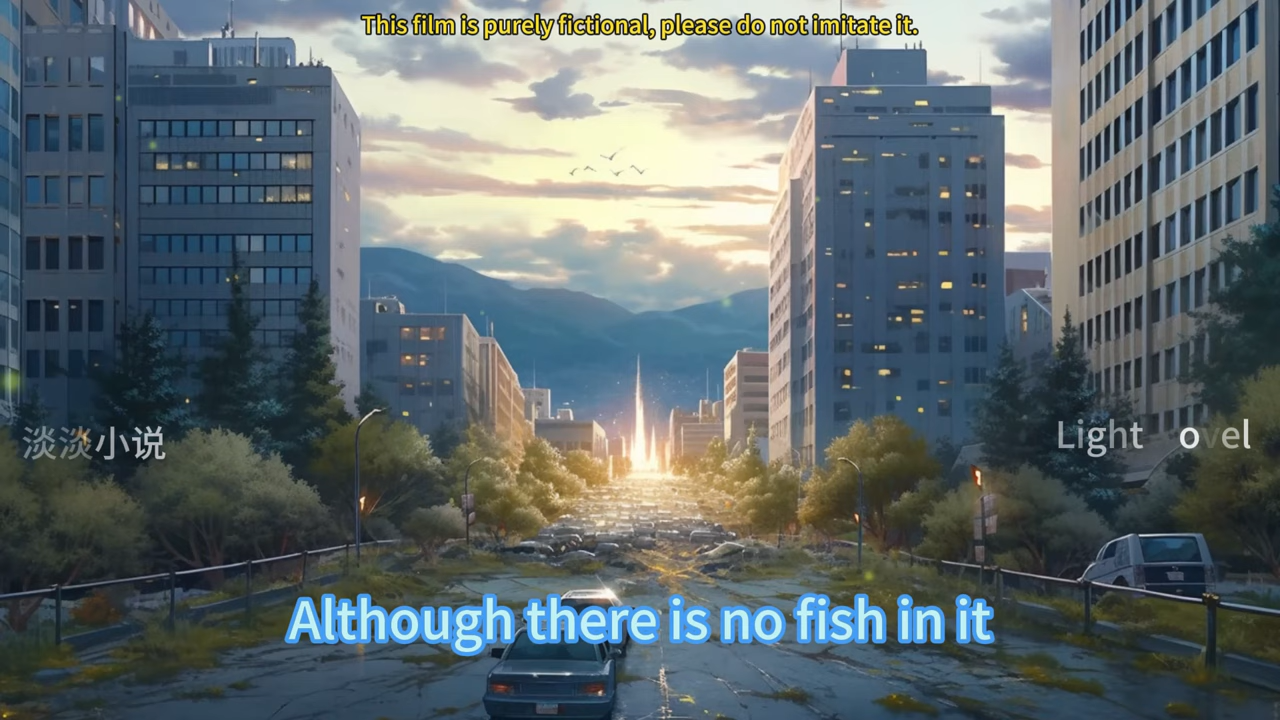 This film is purely fictional, please do not imitate it.
淡淡小说
Light ovel
Although there is no fish in it